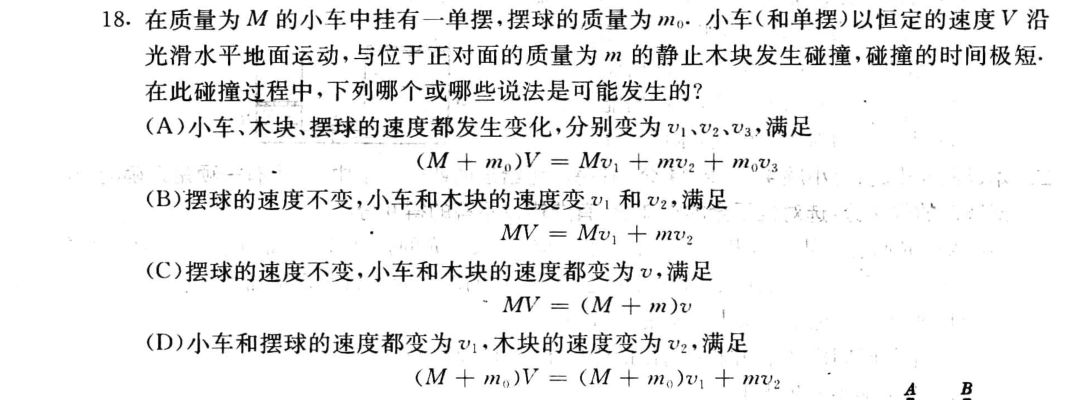 18. 在质量为 M 的小车中挂有一单摆,摆球的质量为 m₀. 小车(和单摆)以恒定的速度 V 沿
光滑水平地面运动,与位于正对面的质量为 m 的静止木块发生碰撞,碰撞的时间极短.
在此碰撞过程中,下列哪个或哪些说法是可能发生的?
(A)小车、木块、摆球的速度都发生变化,分别变为 v₁、v₂、v₃,满足
(M + m₀)V = Mv₁ + mv₂ + m₀v₃
(B)摆球的速度不变,小车和木块的速度变 v₁ 和 v₂,满足
MV = Mv₁ + mv₂
(C)摆球的速度不变,小车和木块的速度都变为 v,满足
MV = (M + m)v
(D)小车和摆球的速度都变为 v₁,木块的速度变为 v₂,满足
(M + m₀)V = (M + m₀)v₁ + mv₂
A B